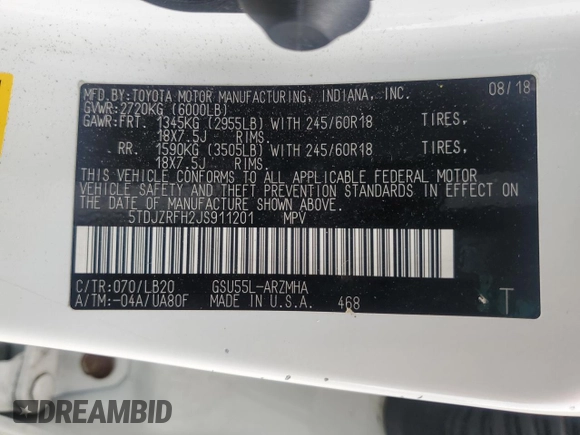 MFD.BY:TOYOTA MOTOR MANUFACTURING, INDIANA, INC. 08/18
GVWR:2720KG (6000LB)
GAWR:FRT. 1345KG (2955LB) WITH 245/60R18 TIRES,
18X7.5J RIMS.
RR. 1590KG (3505LB) WITH 245/60R18 TIRES,
18X7.5J RIMS.
THIS VEHICLE CONFORMS TO ALL APPLICABLE FEDERAL MOTOR
VEHICLE SAFETY AND THEFT PREVENTION STANDARDS IN EFFECT ON
THE DATE OF MANUFACTURE SHOWN ABOVE.
5TDJZRFH2JS911201 MPV
C/TR:070/LB20 GSU55L-ARZMHA
A/TM:-04A/UA80F MADE IN U.S.A. 468 T
DREAMBID